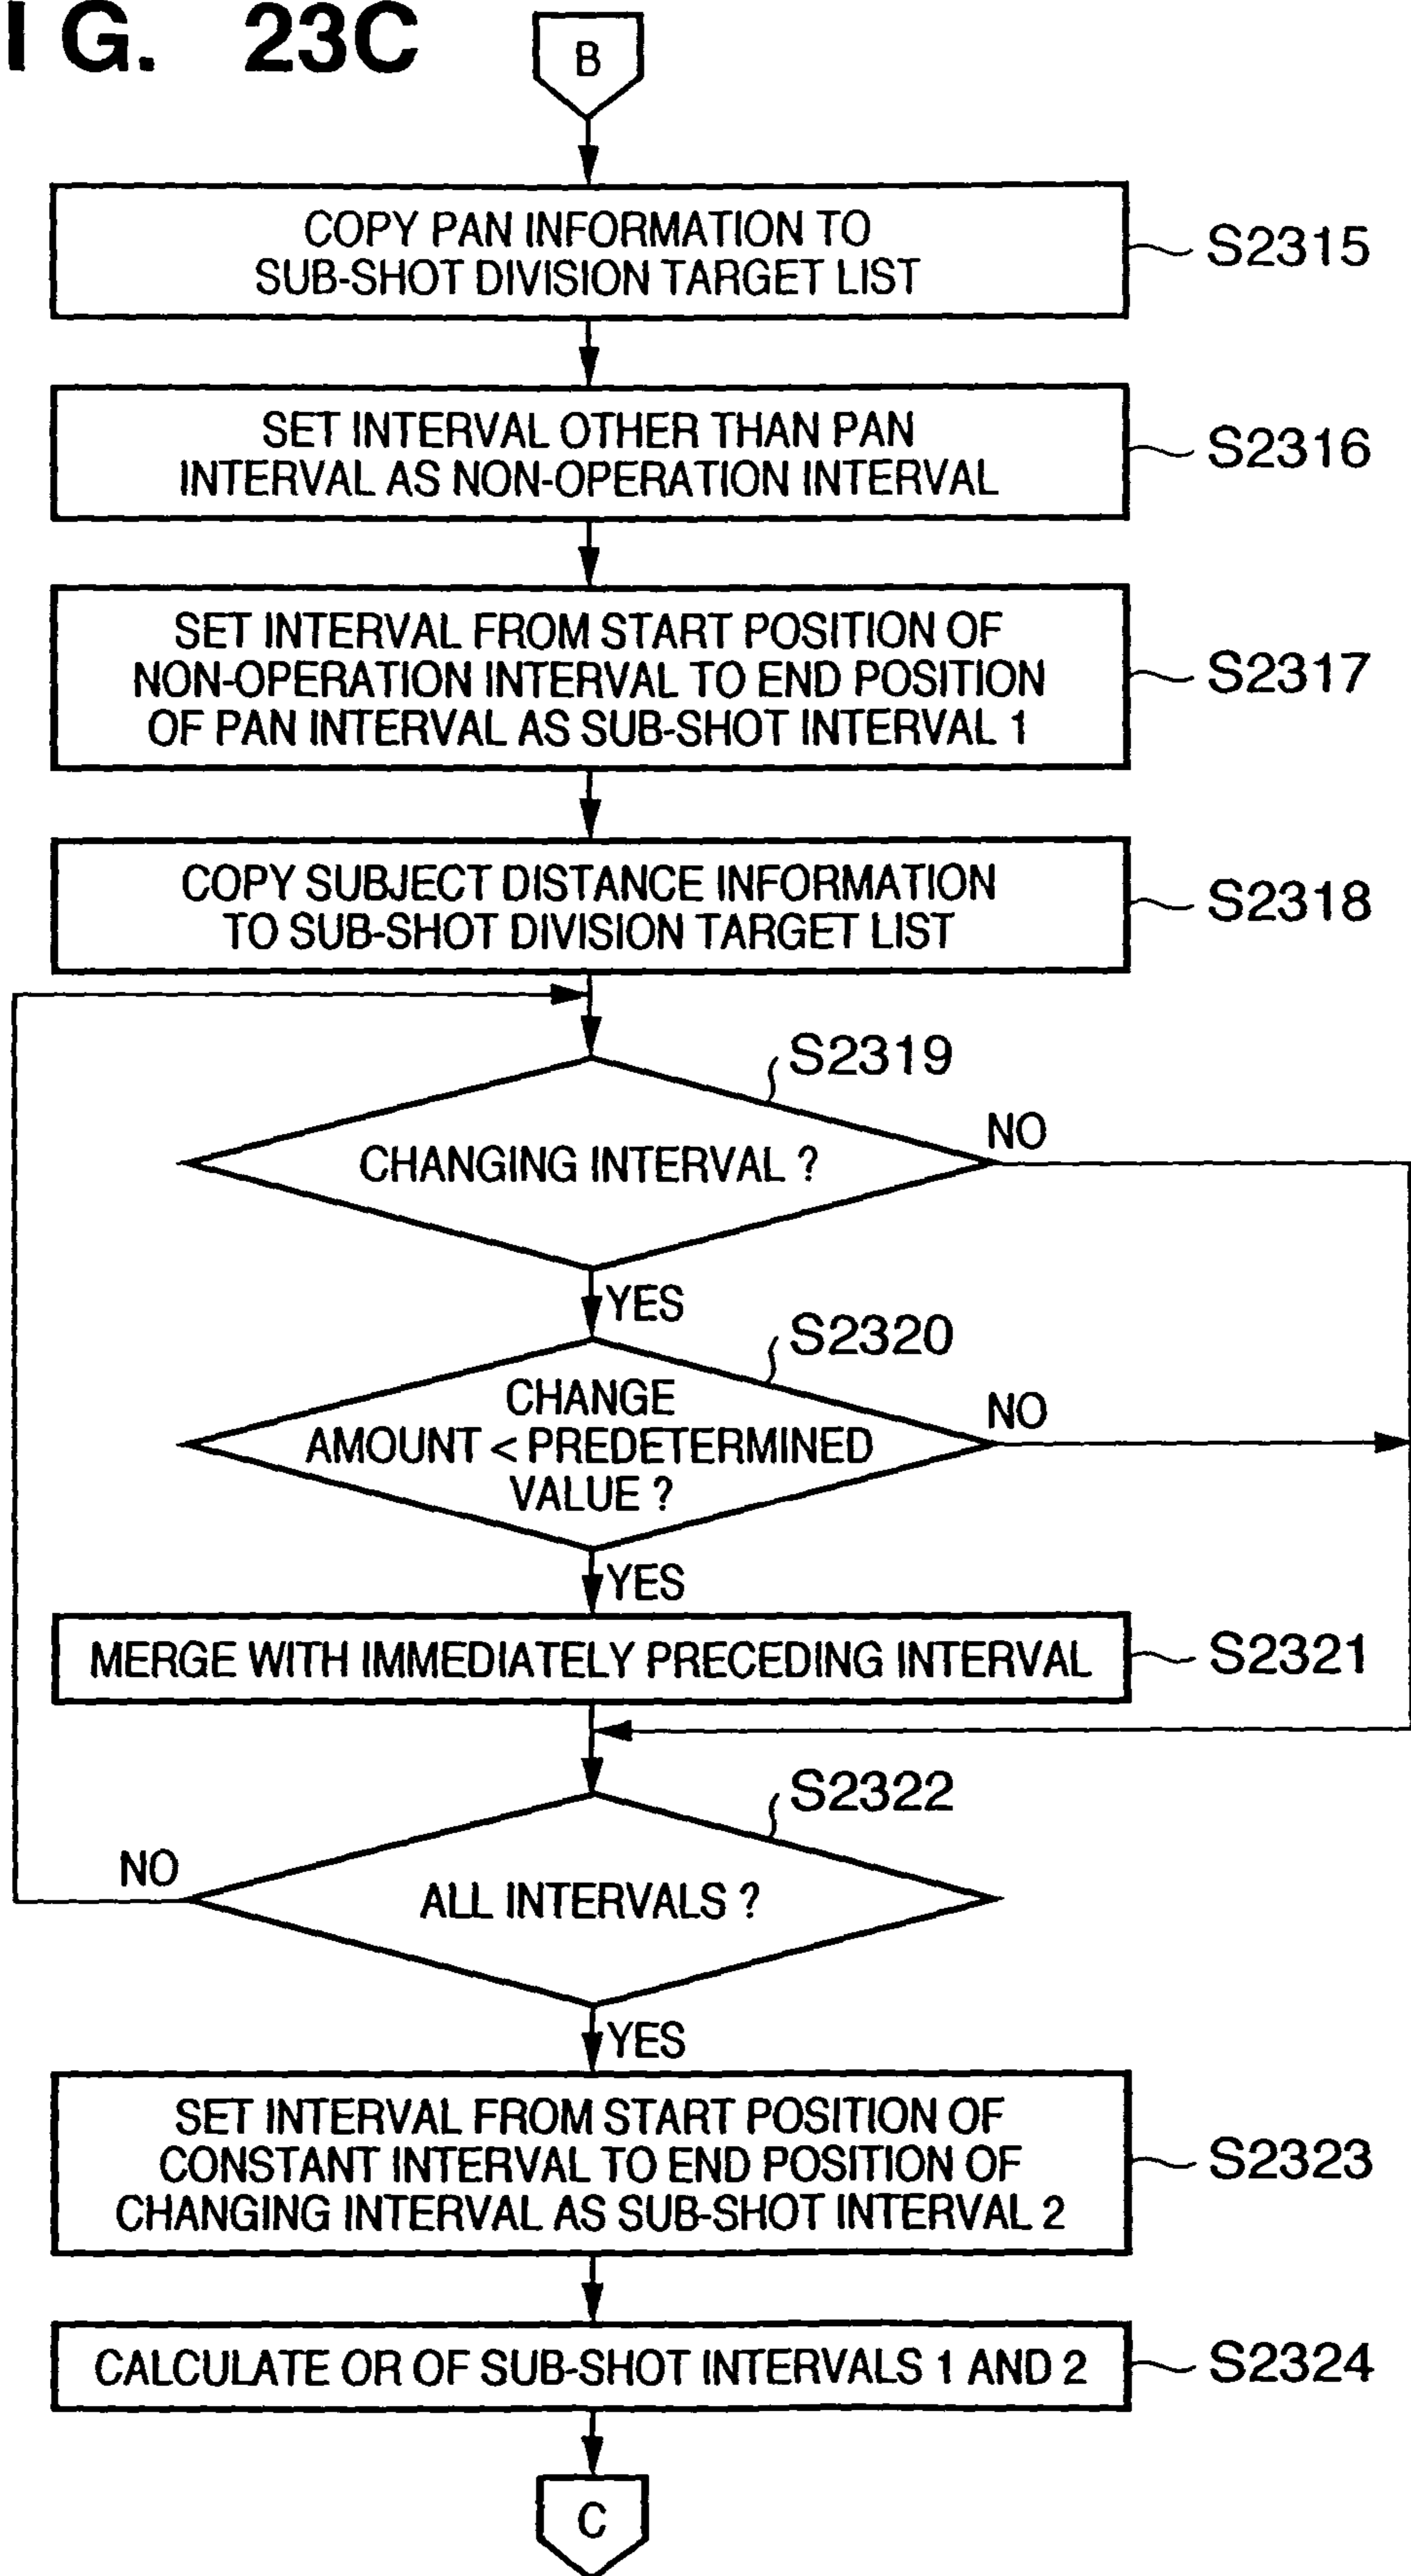 IG. 23C
B
COPY PAN INFORMATION TO
SUB-SHOT DIVISION TARGET LIST
S2315
SET INTERVAL OTHER THAN PAN
INTERVAL AS NON-OPERATION INTERVAL
S2316
SET INTERVAL FROM START POSITION OF
NON-OPERATION INTERVAL TO END POSITION
OF PAN INTERVAL AS SUB-SHOT INTERVAL 1
S2317
COPY SUBJECT DISTANCE INFORMATION
TO SUB-SHOT DIVISION TARGET LIST
S2318
S2319
CHANGING INTERVAL ?
NO
YES
S2320
CHANGE
AMOUNT < PREDETERMINED
VALUE ?
NO
YES
MERGE WITH IMMEDIATELY PRECEDING INTERVAL
S2321
S2322
ALL INTERVALS ?
NO
YES
SET INTERVAL FROM START POSITION OF
CONSTANT INTERVAL TO END POSITION OF
CHANGING INTERVAL AS SUB-SHOT INTERVAL 2
S2323
CALCULATE OR OF SUB-SHOT INTERVALS 1 AND 2
S2324
C